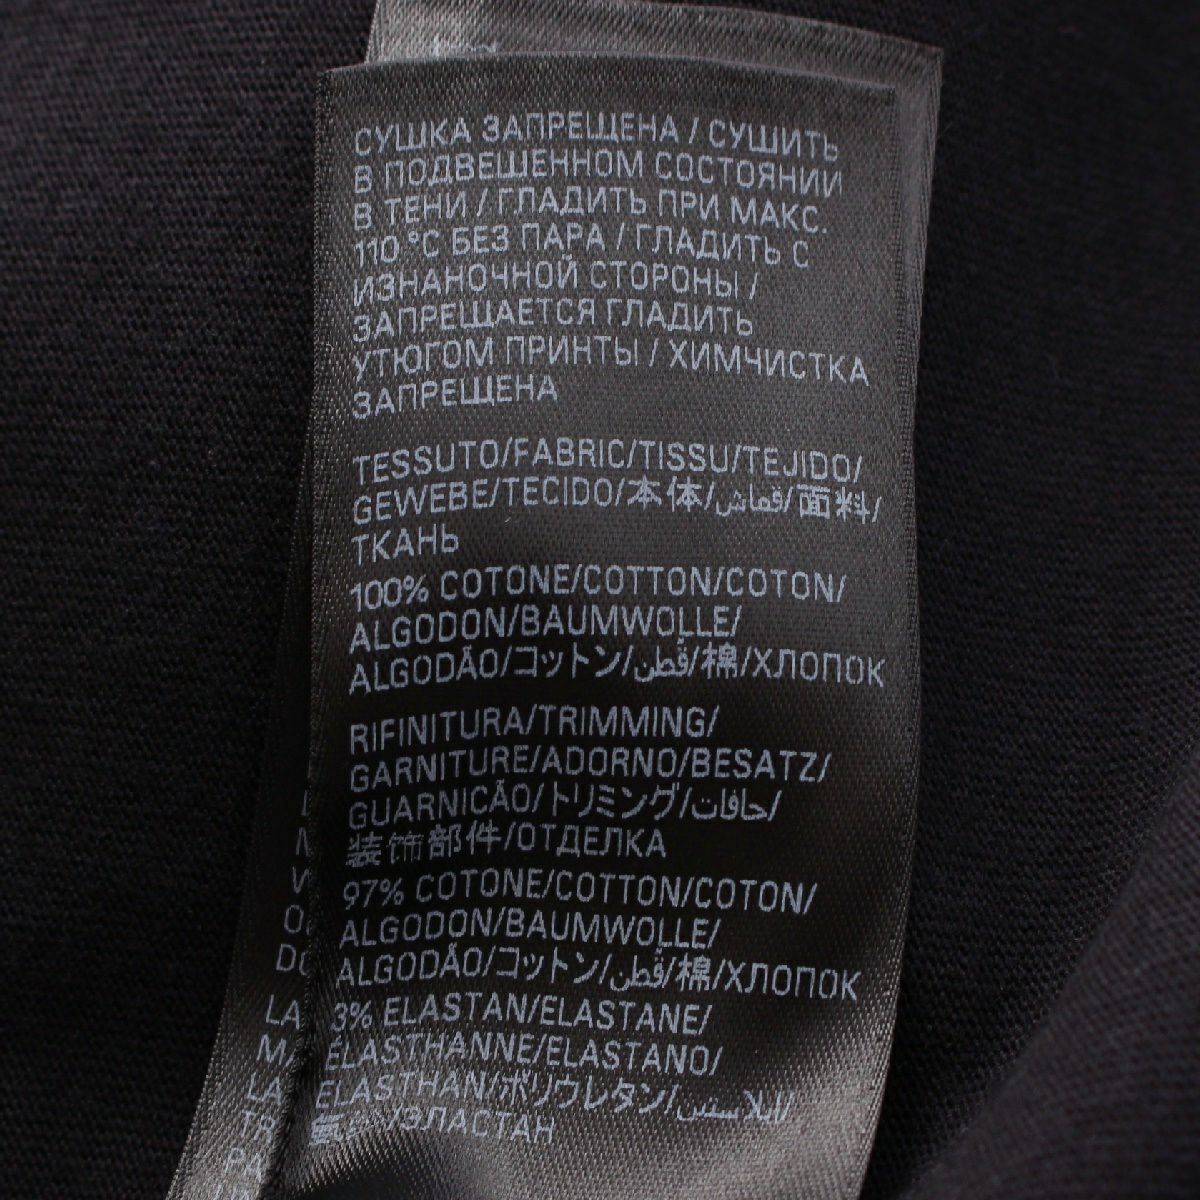 СУШКА ЗАПРЕЩЕНА / СУШИТЬ
В ПОДВЕШЕННОМ СОСТОЯНИИ
В ТЕНИ / ГЛАДИТЬ ПРИ МАКС.
110 °C БЕЗ ПАРА / ГЛАДИТЬ С
ИЗНАНОЧНОЙ СТОРОНЫ /
ЗАПРЕЩАЕТСЯ ГЛАДИТЬ
УТЮГОМ ПРИНТЫ / ХИМЧИСТКА
ЗАПРЕЩЕНА
TESSUTO/FABRIC/TISSU/TEJIDO/
GEWEBE/TECIDO/本体/قماش/面料/
ТКАНЬ
100% COTONE/COTTON/COTON/
ALGODON/BAUMWOLLE/
ALGODÃO/コットン/قطن/棉/ХЛОПОК
RIFINITURA/TRIMMING/
GARNITURE/ADORNO/BESATZ/
GUARNICÃO/トリミング/حافات/
装饰部件/ОТДЕЛКА
97% COTONE/COTTON/COTON/
ALGODON/BAUMWOLLE/
ALGODÃO/コットン/قطن/棉/ХЛОПОК
3% ELASTAN/ELASTANE/
ÉLASTHANNE/ELASTANO/
ELASTHAN/ポリウレタン/إيلاستين/
/ЭЛАСТАН